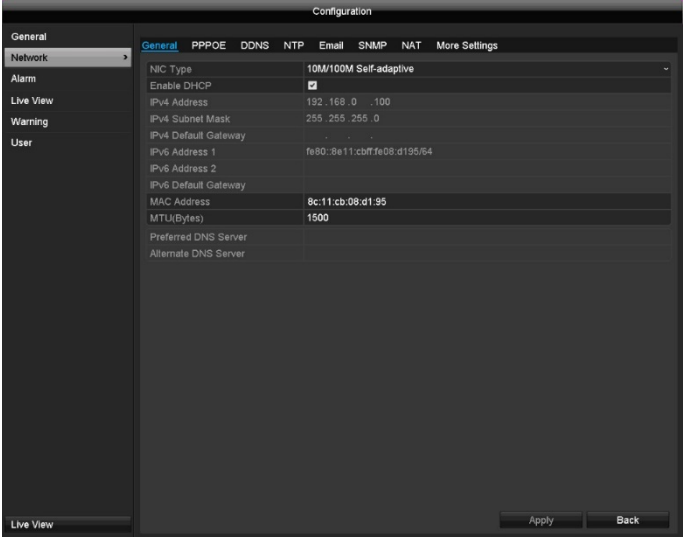 Configuration
General
Network >
Alarm
Live View
Warning
User
General PPPOE DDNS NTP Email SNMP NAT More Settings
NIC Type 10M/100M Self-adaptive
Enable DHCP
IPv4 Address 192 .168 .0 .100
IPv4 Subnet Mask 255 .255 .255 .0
IPv4 Default Gateway . . .
IPv6 Address 1 fe80::8e11:cbff:fe08:d195/64
IPv6 Address 2
IPv6 Default Gateway
MAC Address 8c:11:cb:08:d1:95
MTU(Bytes) 1500
Preferred DNS Server
Alternate DNS Server
Live View
Apply Back